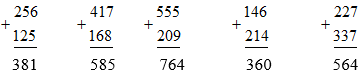 256 417 555 146 227
+ + + + +
125 168 209 214 337
381 585 764 360 564